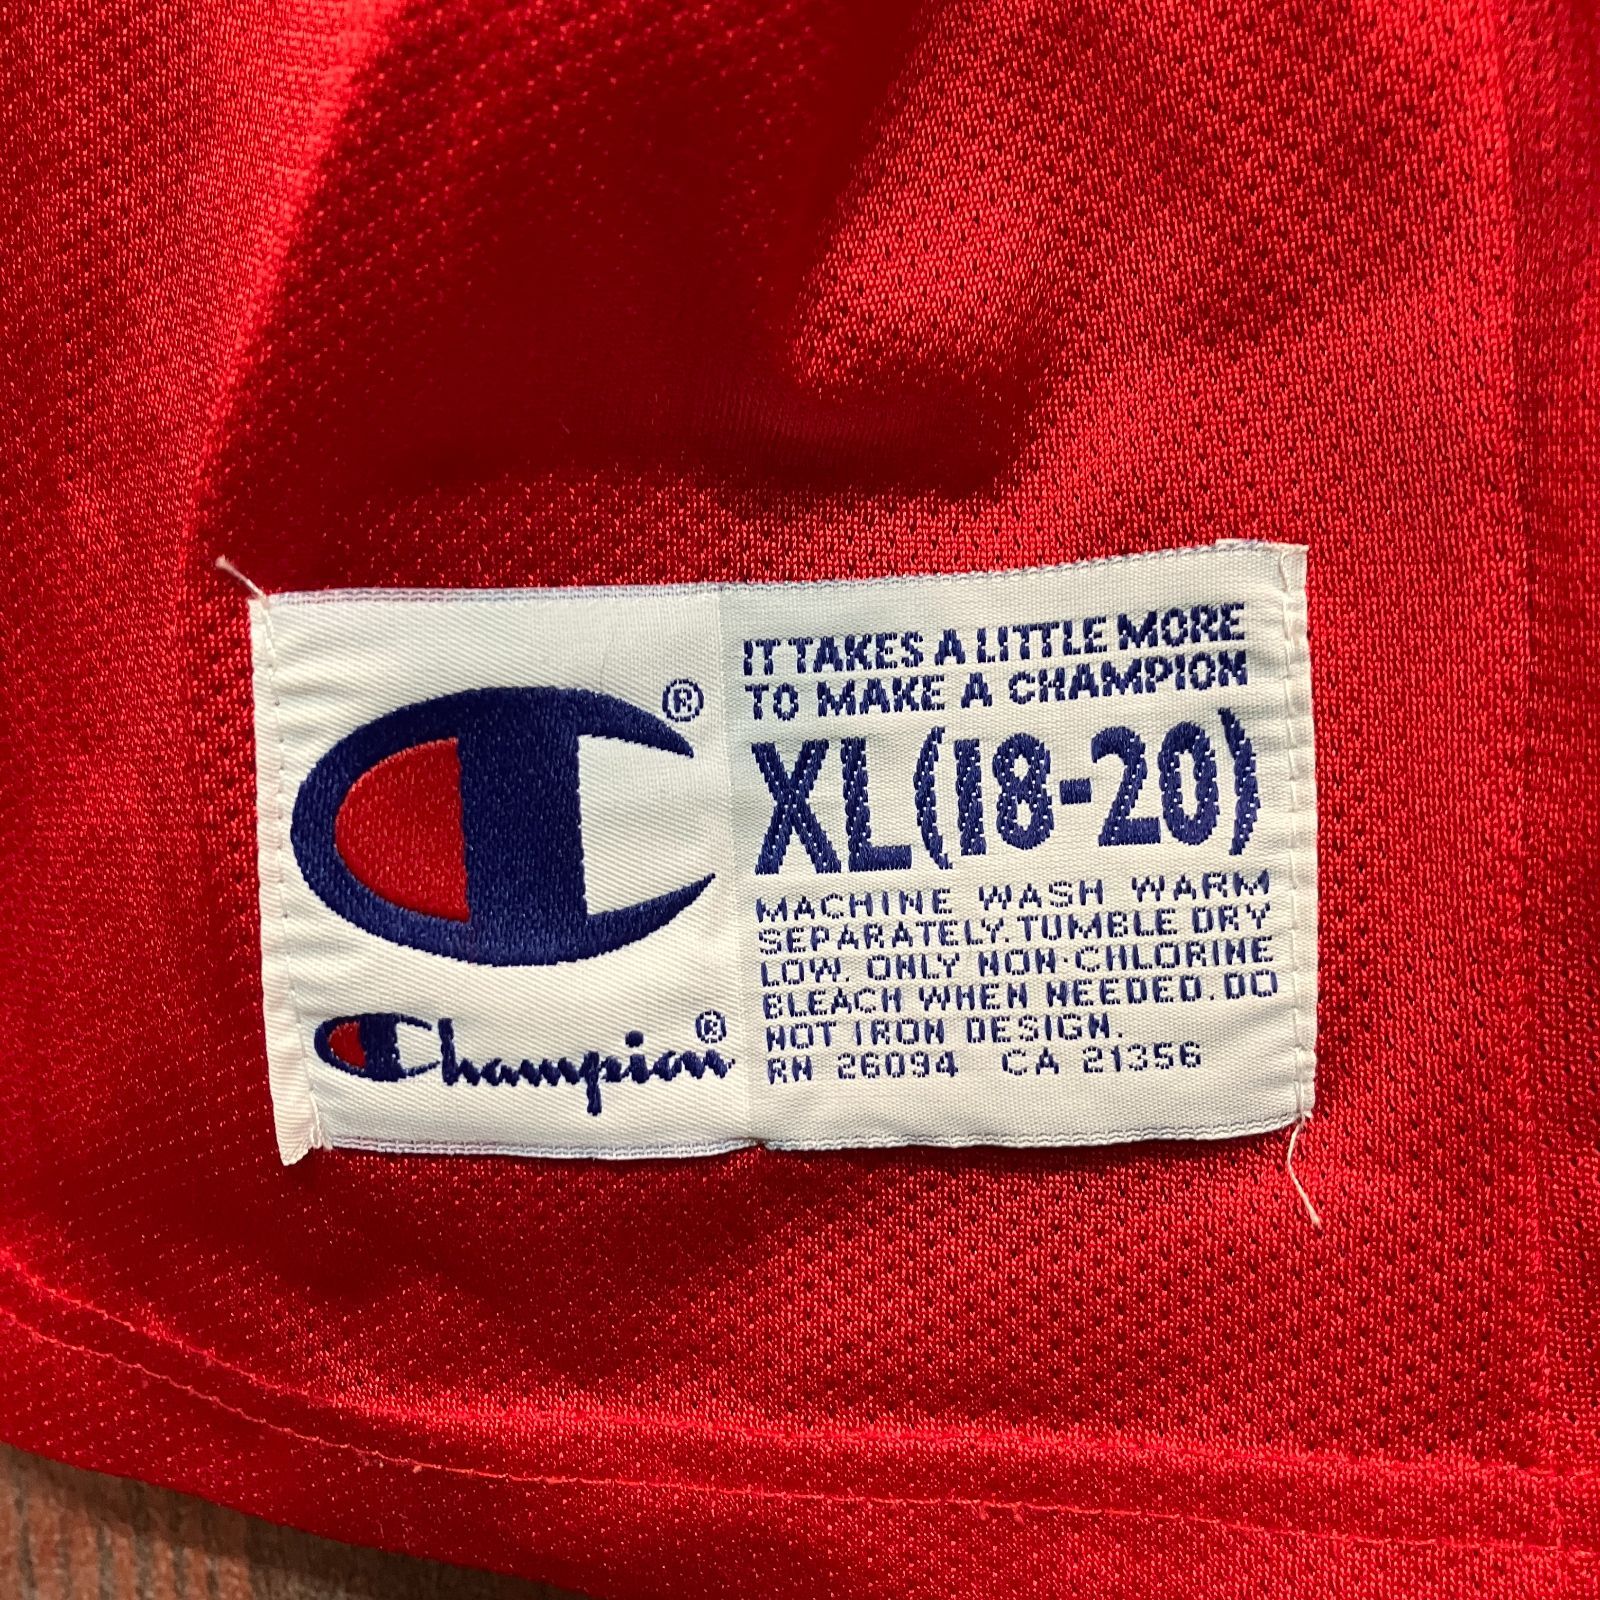 ®
Champion®
IT TAKES A LITTLE MORE
TO MAKE A CHAMPION
XL(18-20)
MACHINE WASH WARM
SEPARATELY. TUMBLE DRY
LOW. ONLY NON-CHLORINE
BLEACH WHEN NEEDED. DO
NOT IRON DESIGN.
RN 26094 CA 21356